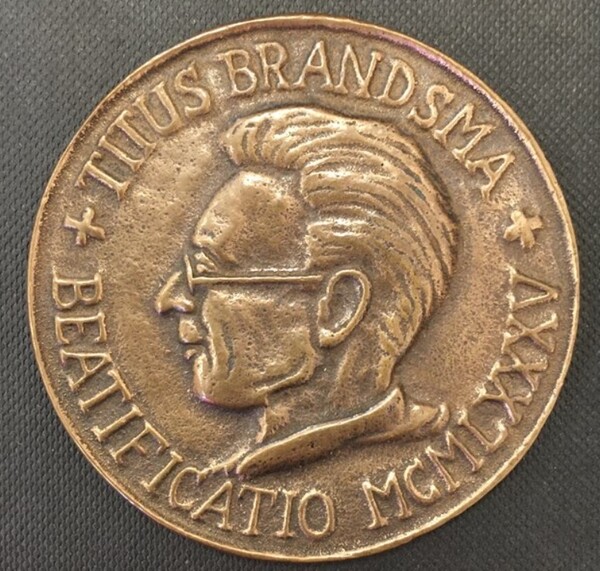 TITUS BRANDSMA
BEATIFICATIO MCMLXXXV